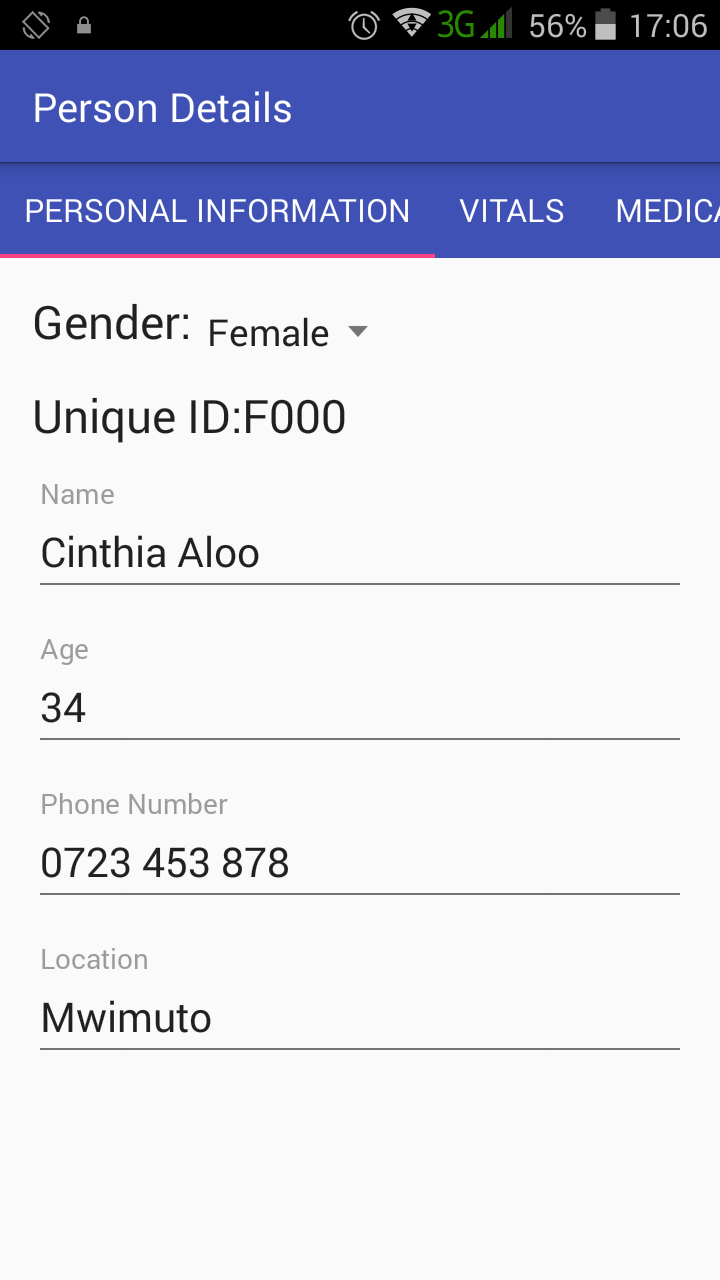 3G 56% 17:06
Person Details
PERSONAL INFORMATION VITALS MEDICA
Gender: Female
Unique ID:F000
Name
Cinthia Aloo
Age
34
Phone Number
0723 453 878
Location
Mwimuto